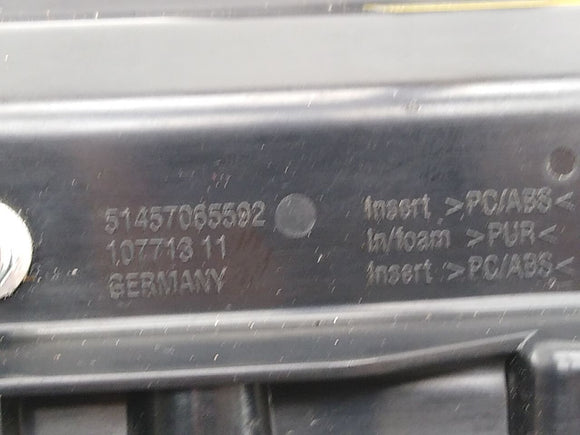 51457065592
107713 11
GERMANY
Insert >PC/ABS<
In/foam >PUR<
Insert >PC/ABS<